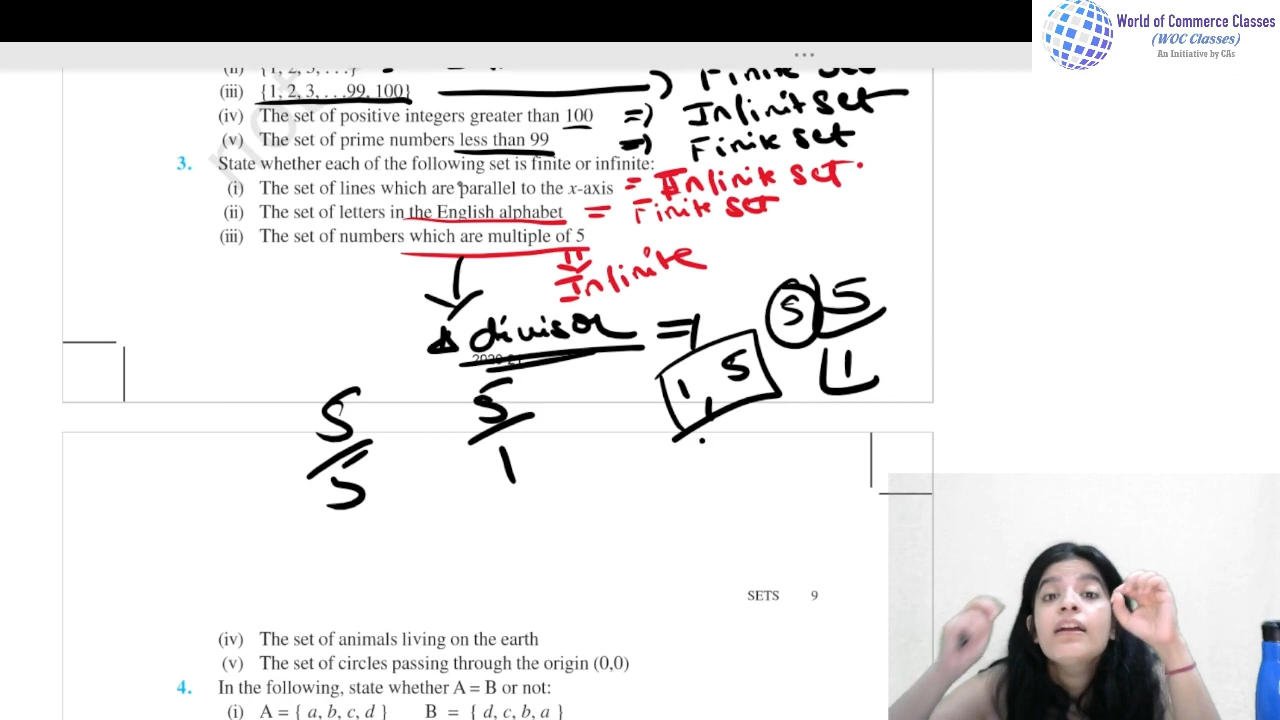 World of Commerce Classes
(WOC Classes)
An Initiative by CAs
...
(ii) {1, 2, 3, . . .}
Finite set
(iii) {1, 2, 3, . . .99, 100}
(iv) The set of positive integers greater than 100 => Infinit set
(v) The set of prime numbers less than 99 => Finite set
3. State whether each of the following set is finite or infinite:
(i) The set of lines which are parallel to the x-axis = Infinite set.
(ii) The set of letters in the English alphabet = Finite set
(iii) The set of numbers which are multiple of 5
Infinite
divisor =>
1, 5
5) 5
1
5/5
5/1
SETS 9
(iv) The set of animals living on the earth
(v) The set of circles passing through the origin (0,0)
4. In the following, state whether A = B or not:
(i) A = { a, b, c, d } B = { d, c, b, a }